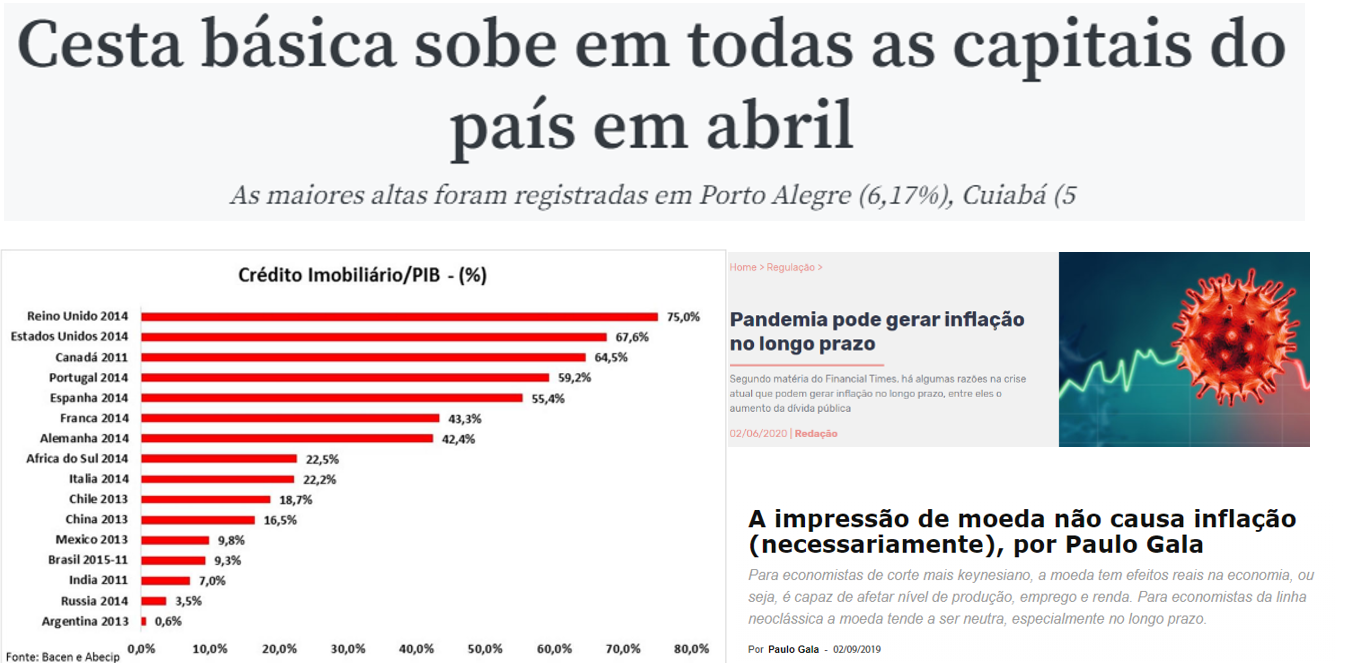 Cesta básica sobe em todas as capitais do
país em abril
As maiores altas foram registradas em Porto Alegre (6,17%), Cuiabá (5
Crédito Imobiliário/PIB - (%)
Reino Unido 2014 75,0%
Estados Unidos 2014 67,6%
Canadá 2011 64,5%
Portugal 2014 59,2%
Espanha 2014 55,4%
Franca 2014 43,3%
Alemanha 2014 42,4%
Africa do Sul 2014 22,5%
Italia 2014 22,2%
Chile 2013 18,7%
China 2013 16,5%
Mexico 2013 9,8%
Brasil 2015-11 9,3%
India 2011 7,0%
Russia 2014 3,5%
Argentina 2013 0,6%
0,0% 10,0% 20,0% 30,0% 40,0% 50,0% 60,0% 70,0% 80,0%
Fonte: Bacen e Abecip
Home > Regulação >
Pandemia pode gerar inflação
no longo prazo
Segundo matéria do Financial Times, há algumas razões na crise
atual que podem gerar inflação no longo prazo, entre eles o
aumento da dívida pública
02/06/2020 | Redação
A impressão de moeda não causa inflação
(necessariamente), por Paulo Gala
Para economistas de corte mais keynesiano, a moeda tem efeitos reais na economia, ou
seja, é capaz de afetar nível de produção, emprego e renda. Para economistas da linha
neoclássica a moeda tende a ser neutra, especialmente no longo prazo.
Por Paulo Gala - 02/09/2019